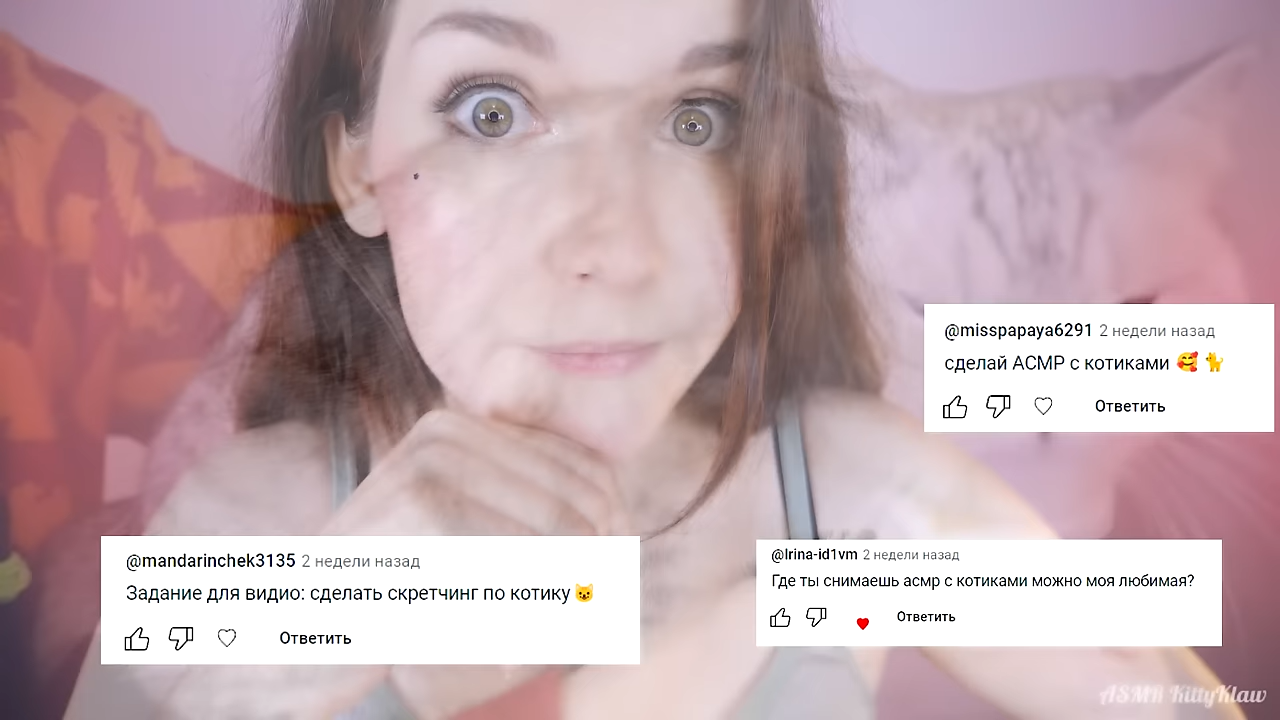 @misspapaya6291 2 недели назад
сделай АСМР с котиками 🥰 🐈
Ответить
@mandarinchek3135 2 недели назад
Задание для видио: сделать скретчинг по котику😺
Ответить
@Irina-id1vm 2 недели назад
Где ты снимаешь асмр с котиками можно моя любимая?
Ответить
ASMR KittyKlaw